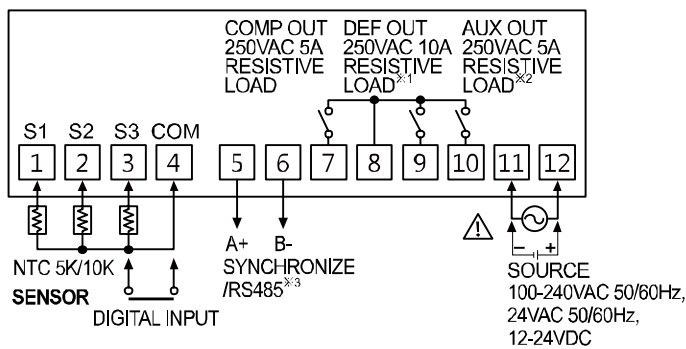 COMP OUT
250VAC 5A
RESISTIVE
LOAD
DEF OUT
250VAC 10A
RESISTIVE
LOAD※1
AUX OUT
250VAC 5A
RESISTIVE
LOAD※2
S1 S2 S3 COM
1 2 3 4 5 6 7 8 9 10 11 12
NTC 5K/10K
SENSOR
DIGITAL INPUT
A+ B-
SYNCHRONIZE
/RS485※3
! − +
SOURCE
100-240VAC 50/60Hz,
24VAC 50/60Hz,
12-24VDC